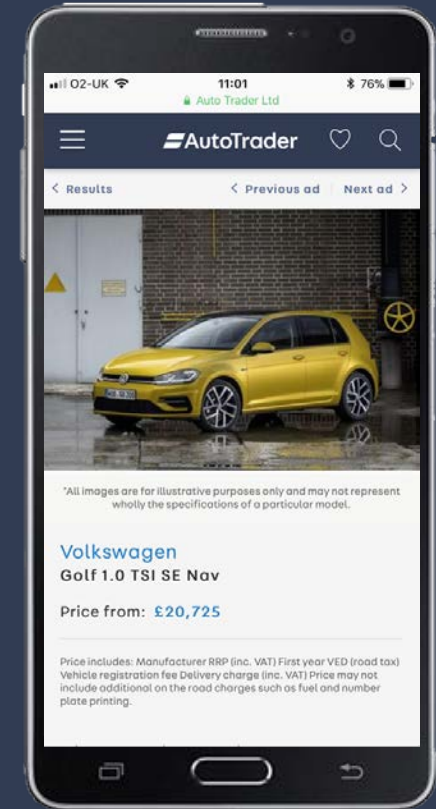 O2-UK 11:01 76%
Auto Trader Ltd
AutoTrader
< Results < Previous ad Next ad >
*All images are for illustrative purposes only and may not represent
wholly the specifications of a particular model.
Volkswagen
Golf 1.0 TSI SE Nav
Price from: £20,725
Price includes: Manufacturer RRP (inc. VAT) First year VED (road tax)
Vehicle registration fee Delivery charge (inc. VAT) Price may not
include additional on the road charges such as fuel and number
plate printing.